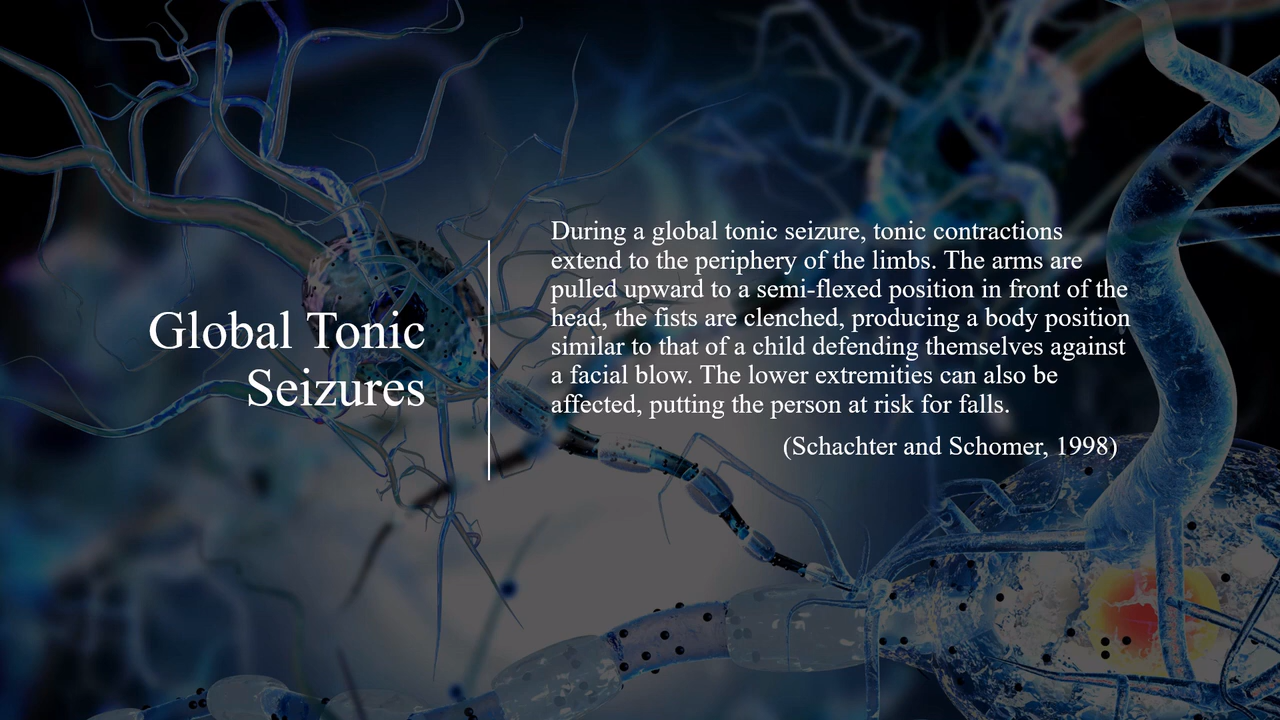 Global Tonic
Seizures
During a global tonic seizure, tonic contractions
extend to the periphery of the limbs. The arms are
pulled upward to a semi-flexed position in front of the
head, the fists are clenched, producing a body position
similar to that of a child defending themselves against
a facial blow. The lower extremities can also be
affected, putting the person at risk for falls.
(Schachter and Schomer, 1998)